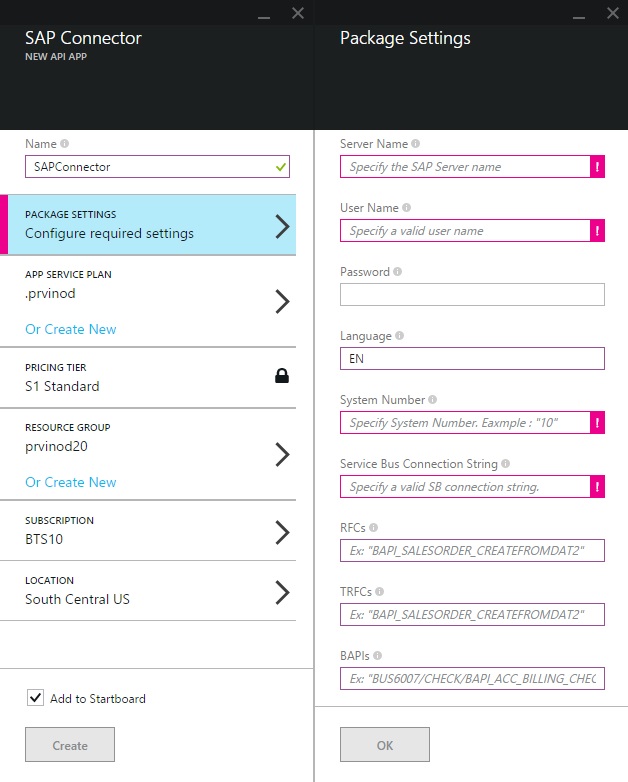 SAP Connector
NEW API APP
Name
SAPConnector
PACKAGE SETTINGS
Configure required settings
APP SERVICE PLAN
.prvinod
Or Create New
PRICING TIER
S1 Standard
RESOURCE GROUP
prvinod20
Or Create New
SUBSCRIPTION
BTS10
LOCATION
South Central US
Add to Startboard
Create
Package Settings
Server Name
Specify the SAP Server name
!
User Name
Specify a valid user name
!
Password
Language
EN
System Number
Specify System Number. Eaxmple : "10"
!
Service Bus Connection String
Specify a valid SB connection string.
!
RFCs
Ex: "BAPI_SALESORDER_CREATEFROMDAT2"
TRFCs
Ex: "BAPI_SALESORDER_CREATEFROMDAT2"
BAPIs
Ex: "BUS6007/CHECK/BAPI_ACC_BILLING_CHEC
OK